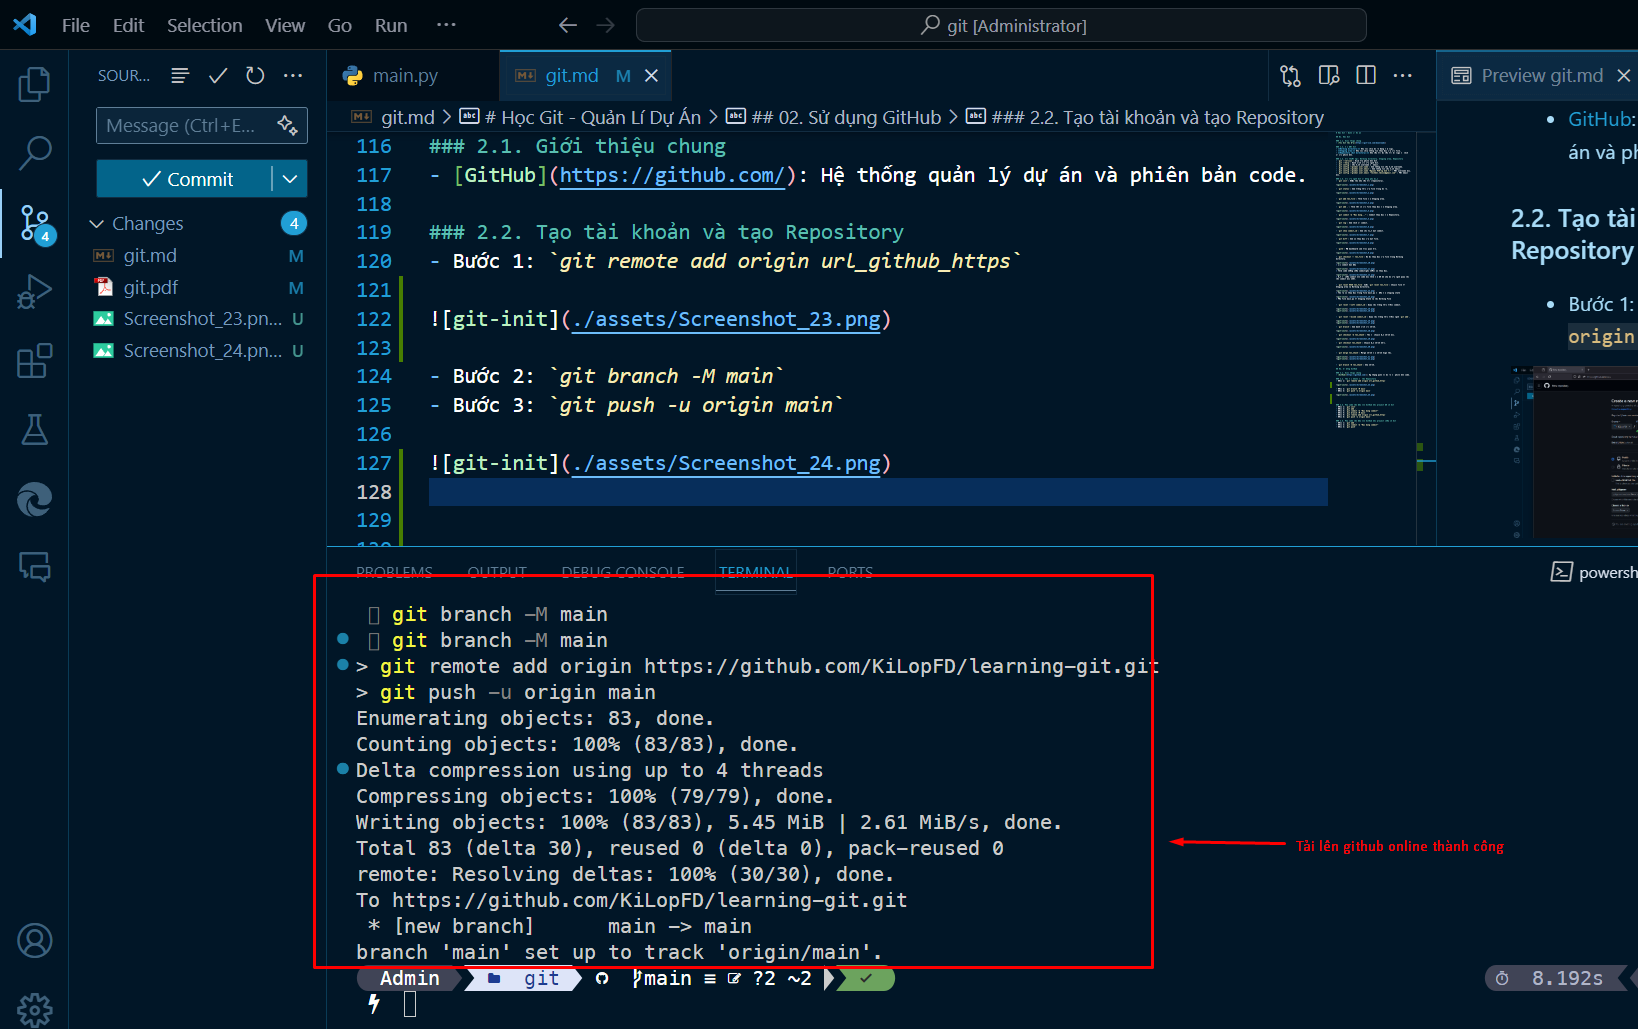 File Edit Selection View Go Run ···
git [Administrator]
SOUR... ···
main.py
git.md M
Preview git.md
Message (Ctrl+E...
Commit
Changes 4
4
git.md M
git.pdf M
Screenshot_23.pn... U
Screenshot_24.pn... U
git.md > # Học Git - Quản Lí Dự Án > ## 02. Sử dụng GitHub > ### 2.2. Tạo tài khoản và tạo Repository
116 ### 2.1. Giới thiệu chung
117 - [GitHub](https://github.com/): Hệ thống quản lý dự án và phiên bản code.
118
119 ### 2.2. Tạo tài khoản và tạo Repository
120 - Bước 1: `git remote add origin url_github_https`
121
122 ![git-init](./assets/Screenshot_23.png)
123
124 - Bước 2: `git branch -M main`
125 - Bước 3: `git push -u origin main`
126
127 ![git-init](./assets/Screenshot_24.png)
128
129
GitHub:
án và ph
2.2. Tạo tài
Repository
Bước 1:
origin
PROBLEMS OUTPUT DEBUG CONSOLE TERMINAL PORTS
powersh
git branch -M main
git branch -M main
> git remote add origin https://github.com/KiLopFD/learning-git.git
> git push -u origin main
Enumerating objects: 83, done.
Counting objects: 100% (83/83), done.
Delta compression using up to 4 threads
Compressing objects: 100% (79/79), done.
Writing objects: 100% (83/83), 5.45 MiB | 2.61 MiB/s, done.
Total 83 (delta 30), reused 0 (delta 0), pack-reused 0
remote: Resolving deltas: 100% (30/30), done.
To https://github.com/KiLopFD/learning-git.git
* [new branch] main -> main
branch 'main' set up to track 'origin/main'.
Tải lên github online thành công
Admin git main ≡ ?2 ~2 ✓ 8.192s